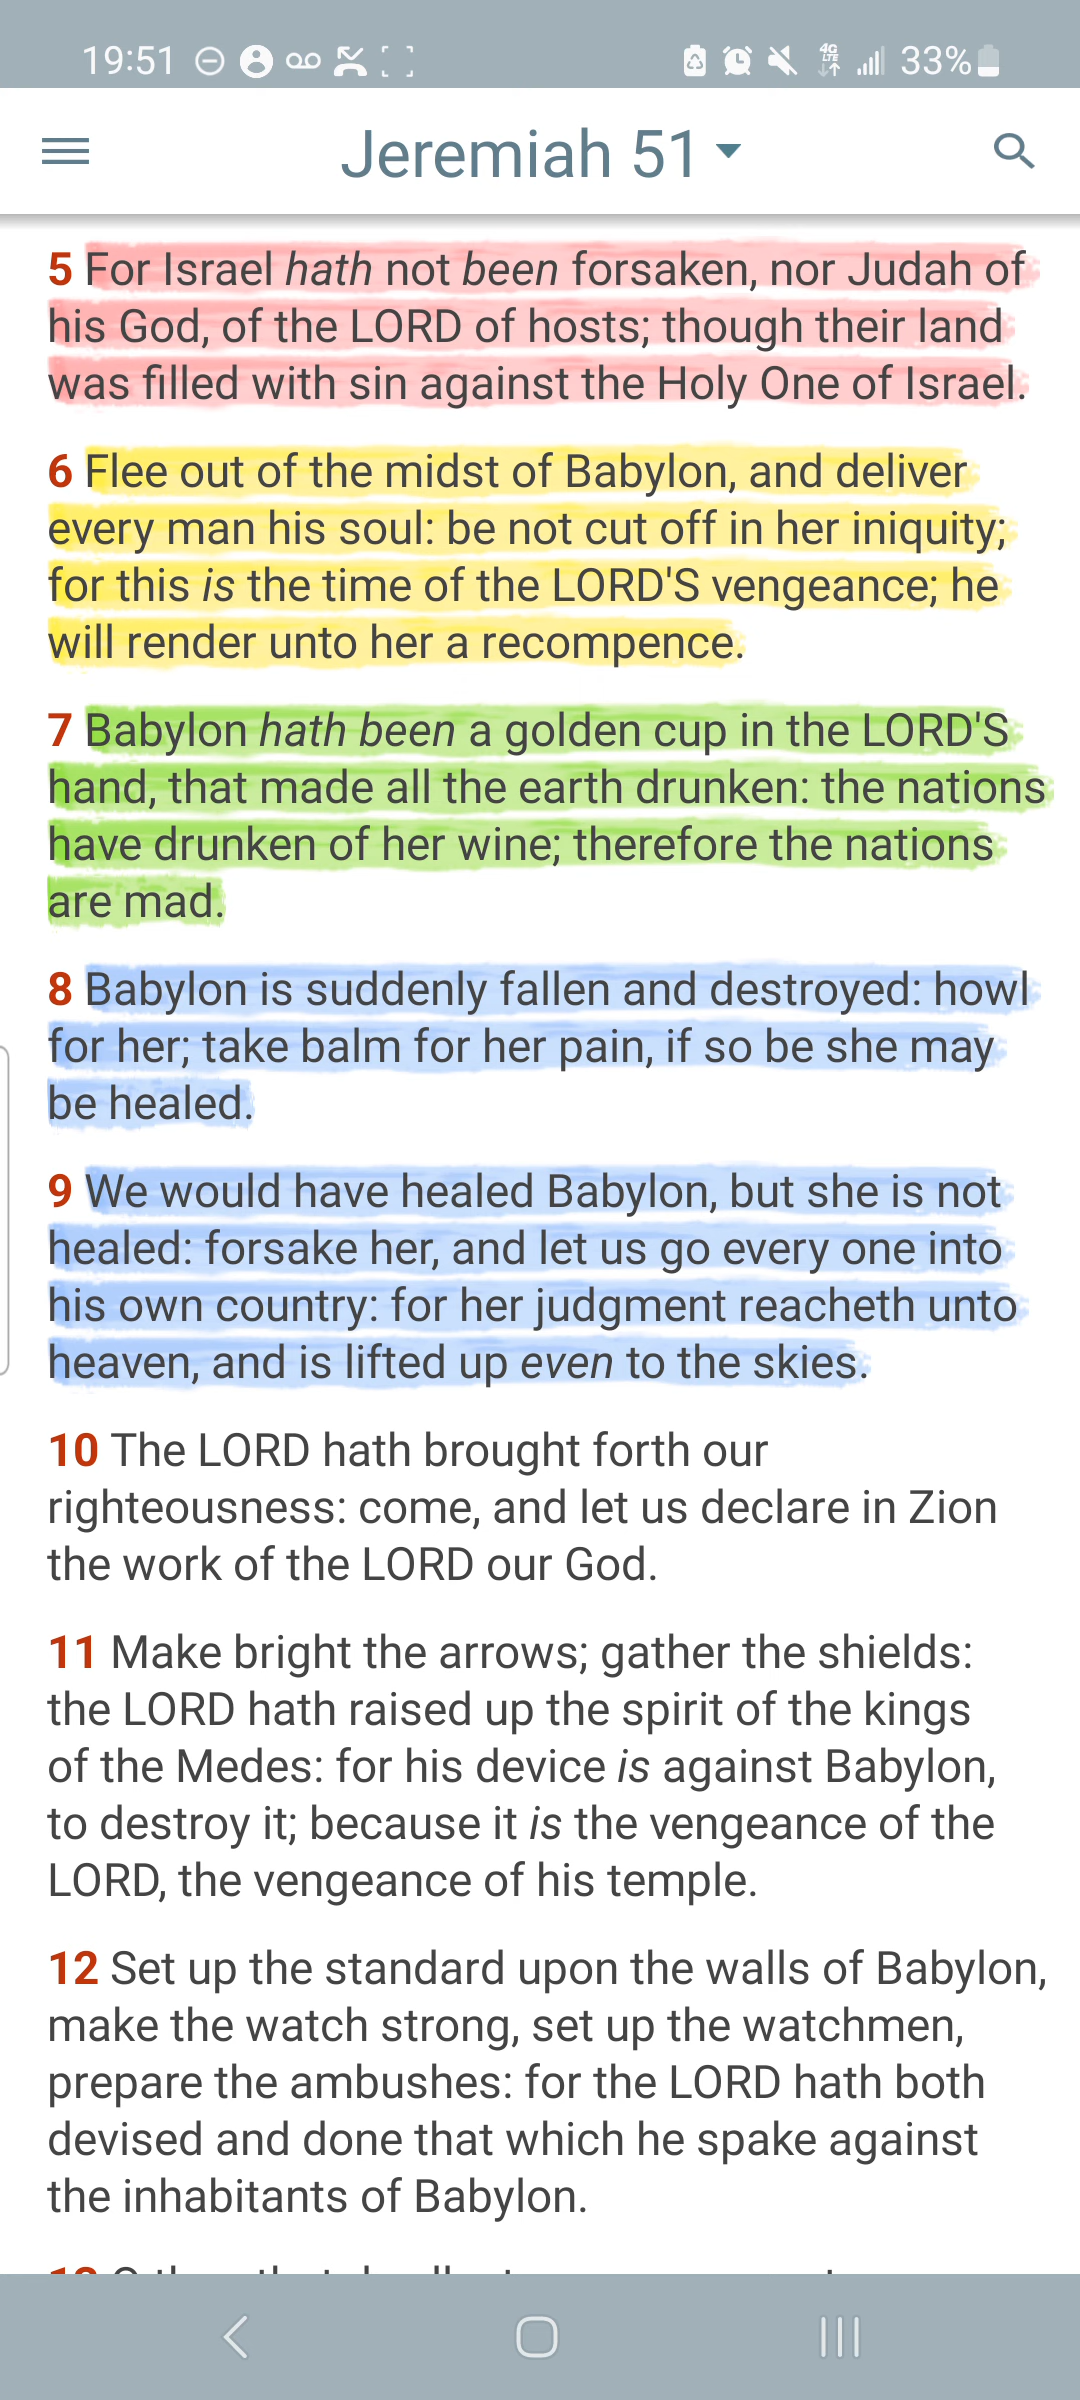 19:51 33%
Jeremiah 51
5 For Israel hath not been forsaken, nor Judah of
his God, of the LORD of hosts; though their land
was filled with sin against the Holy One of Israel.
6 Flee out of the midst of Babylon, and deliver
every man his soul: be not cut off in her iniquity;
for this is the time of the LORD'S vengeance; he
will render unto her a recompence.
7 Babylon hath been a golden cup in the LORD'S
hand, that made all the earth drunken: the nations
have drunken of her wine; therefore the nations
are mad.
8 Babylon is suddenly fallen and destroyed: howl
for her; take balm for her pain, if so be she may
be healed.
9 We would have healed Babylon, but she is not
healed: forsake her, and let us go every one into
his own country: for her judgment reacheth unto
heaven, and is lifted up even to the skies.
10 The LORD hath brought forth our
righteousness: come, and let us declare in Zion
the work of the LORD our God.
11 Make bright the arrows; gather the shields:
the LORD hath raised up the spirit of the kings
of the Medes: for his device is against Babylon,
to destroy it; because it is the vengeance of the
LORD, the vengeance of his temple.
12 Set up the standard upon the walls of Babylon,
make the watch strong, set up the watchmen,
prepare the ambushes: for the LORD hath both
devised and done that which he spake against
the inhabitants of Babylon.